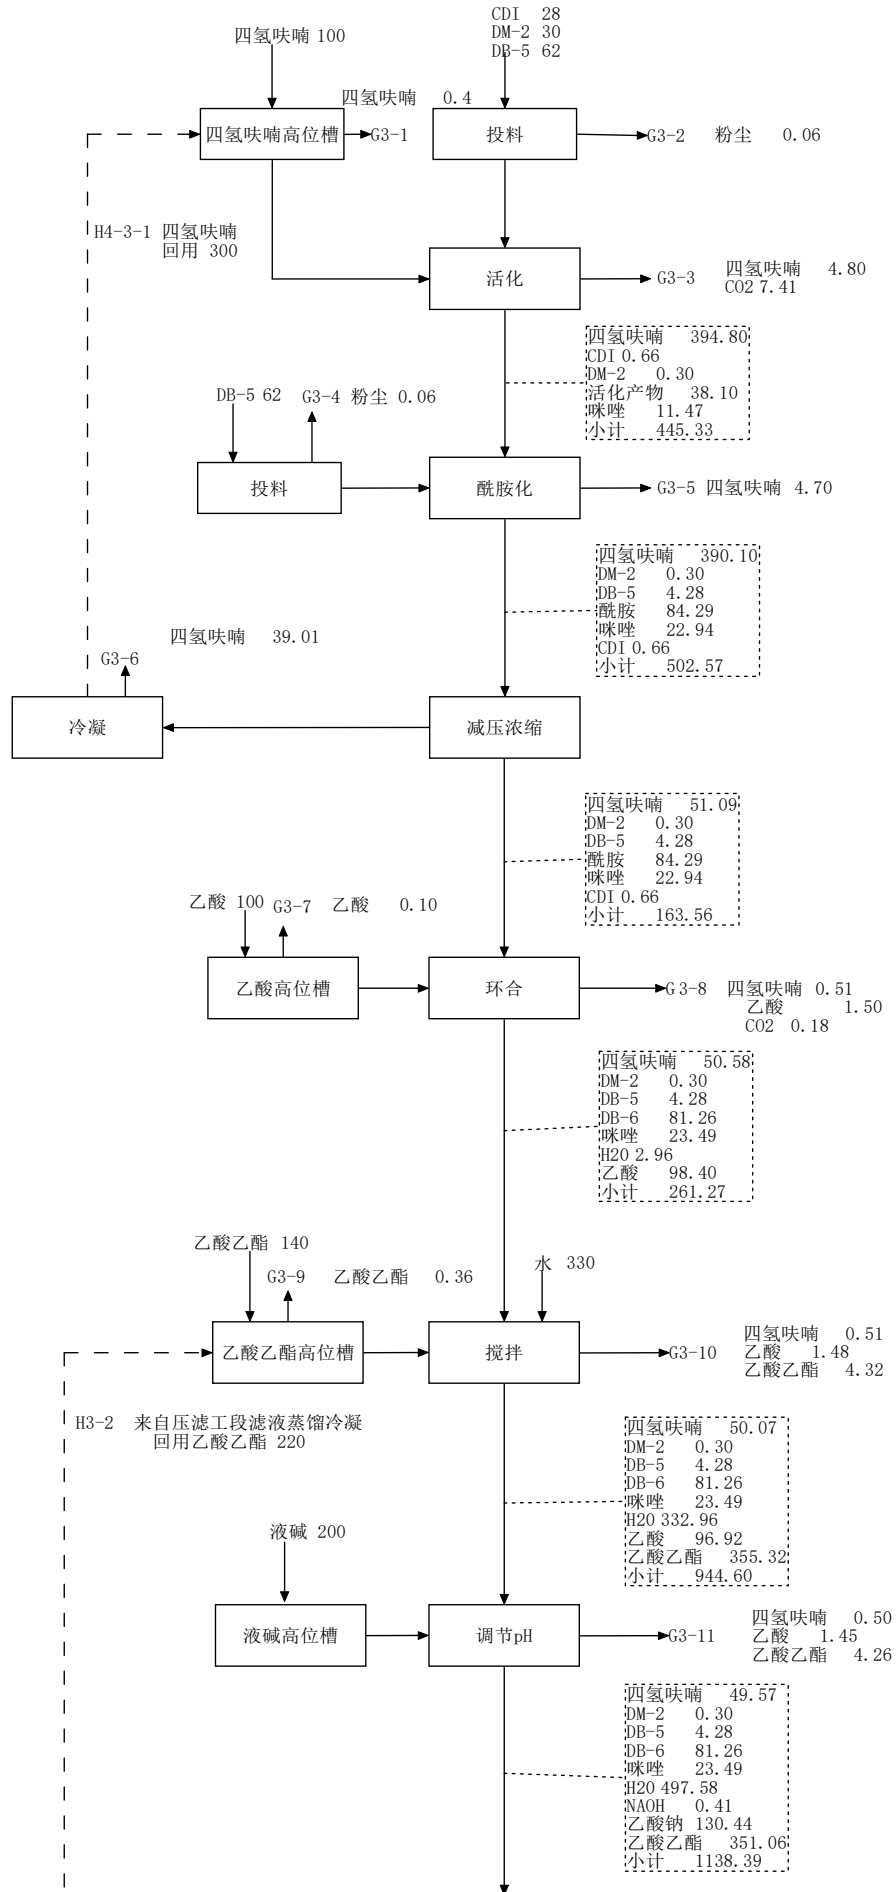 四氢呋喃 100
CDI 28
DM-2 30
DB-5 62
四氢呋喃 0.4
四氢呋喃高位槽
G3-1
投料
G3-2 粉尘 0.06
H4-3-1 四氢呋喃
回用 300
活化
G3-3
四氢呋喃 4.80
CO2 7.41
四氢呋喃 394.80
CDI 0.66
DM-2 0.30
活化产物 38.10
咪唑 11.47
小计 445.33
DB-5 62
G3-4 粉尘 0.06
投料
酰胺化
G3-5 四氢呋喃 4.70
四氢呋喃 390.10
DM-2 0.30
DB-5 4.28
酰胺 84.29
咪唑 22.94
CDI 0.66
小计 502.57
四氢呋喃 39.01
G3-6
冷凝
减压浓缩
四氢呋喃 51.09
DM-2 0.30
DB-5 4.28
酰胺 84.29
咪唑 22.94
CDI 0.66
小计 163.56
乙酸 100
G3-7 乙酸 0.10
乙酸高位槽
环合
G3-8 四氢呋喃 0.51
乙酸 1.50
CO2 0.18
四氢呋喃 50.58
DM-2 0.30
DB-5 4.28
DB-6 81.26
咪唑 23.49
H2O 2.96
乙酸 98.40
小计 261.27
乙酸乙酯 140
G3-9 乙酸乙酯 0.36
水 330
乙酸乙酯高位槽
搅拌
G3-10
四氢呋喃 0.51
乙酸 1.48
乙酸乙酯 4.32
H3-2 来自压滤工段滤液蒸馏冷凝
回用乙酸乙酯 220
四氢呋喃 50.07
DM-2 0.30
DB-5 4.28
DB-6 81.26
咪唑 23.49
H2O 332.96
乙酸 96.92
乙酸乙酯 355.32
小计 944.60
液碱 200
液碱高位槽
调节pH
G3-11
四氢呋喃 0.50
乙酸 1.45
乙酸乙酯 4.26
四氢呋喃 49.57
DM-2 0.30
DB-5 4.28
DB-6 81.26
咪唑 23.49
H2O 497.58
NAOH 0.41
乙酸钠 130.44
乙酸乙酯 351.06
小计 1138.39